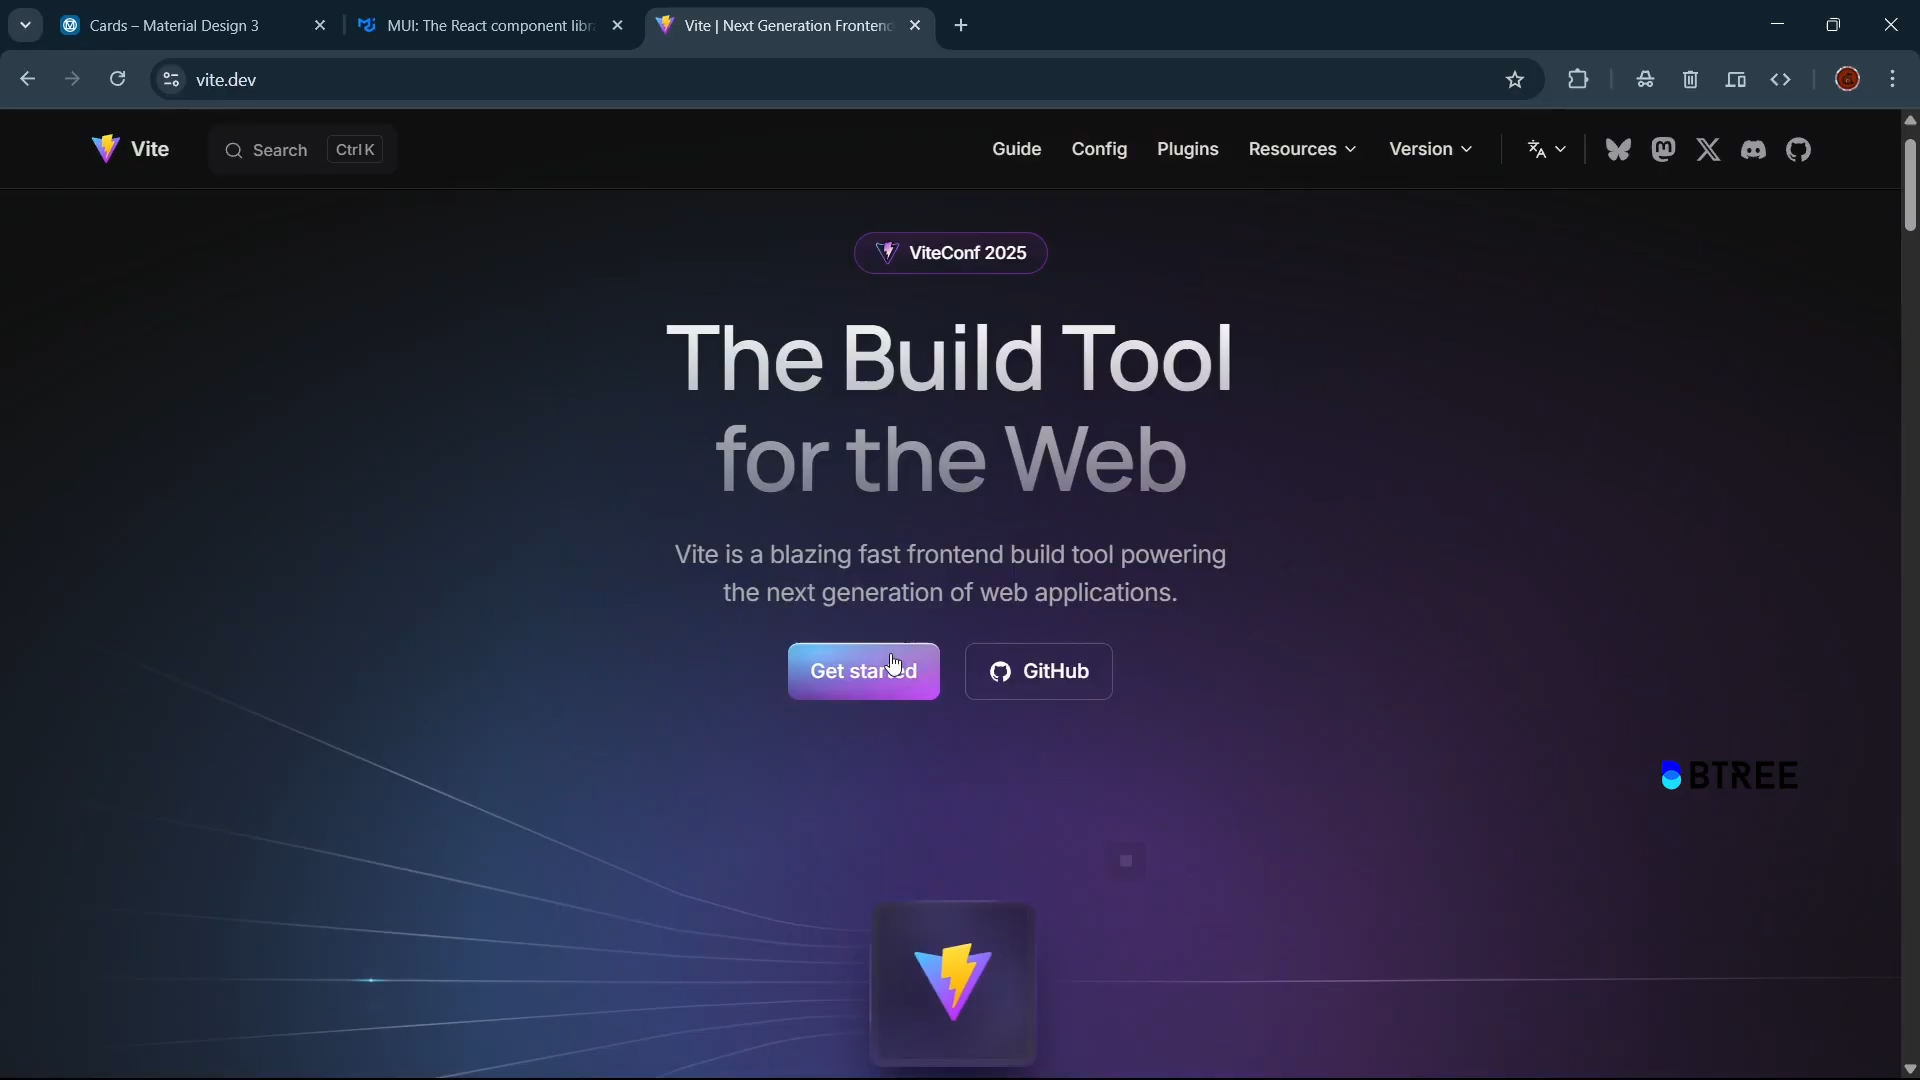 Cards – Material Design 3
MUI: The React component libr
Vite | Next Generation Frontend
vite.dev
Vite
Search
Ctrl K
Guide
Config
Plugins
Resources
Version
ViteConf 2025
The Build Tool
for the Web
Vite is a blazing fast frontend build tool powering
the next generation of web applications.
Get started
GitHub
BTREE